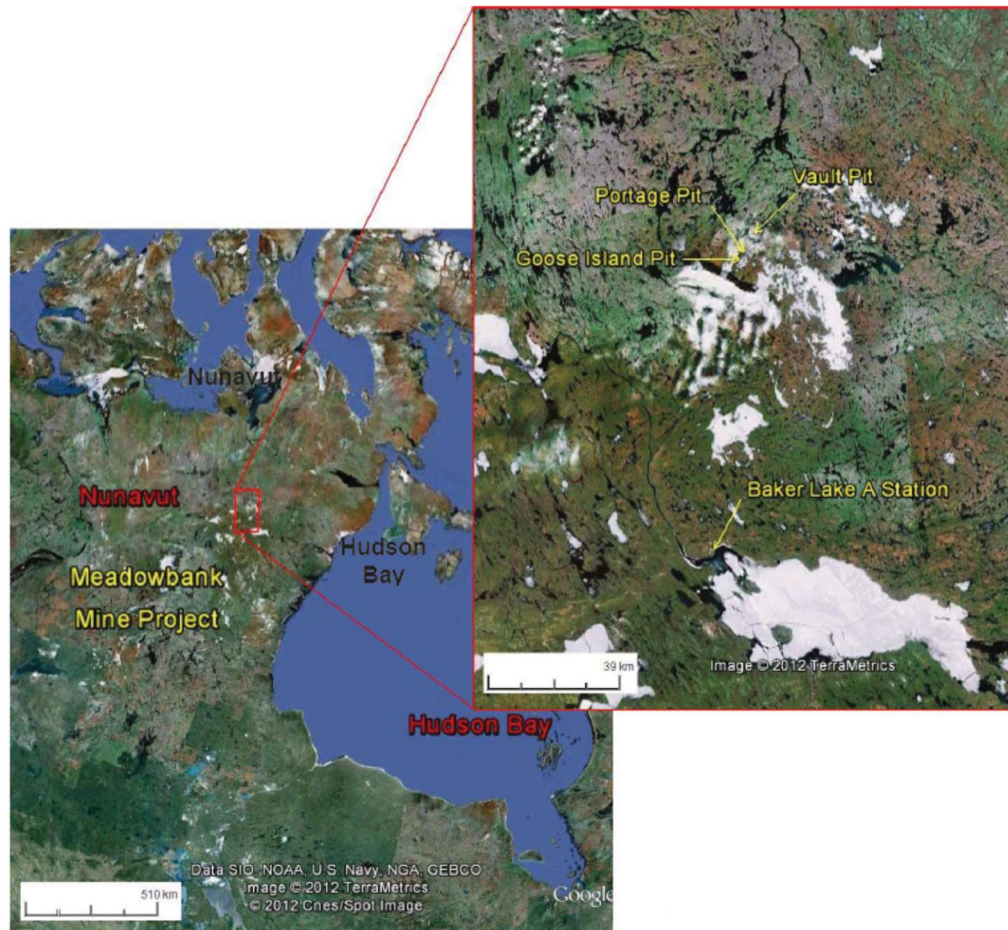 Vault Pit
Portage Pit
Goose Island Pit
Baker Lake A Station
39 km
Image © 2012 TerraMetrics
Nunavut
Nunavut
Hudson
Bay
Meadowbank
Mine Project
Hudson Bay
Data SIO, NOAA, U.S. Navy, NGA, GEBCO
Image © 2012 TerraMetrics
© 2012 Cnes/Spot Image
Google
510 km